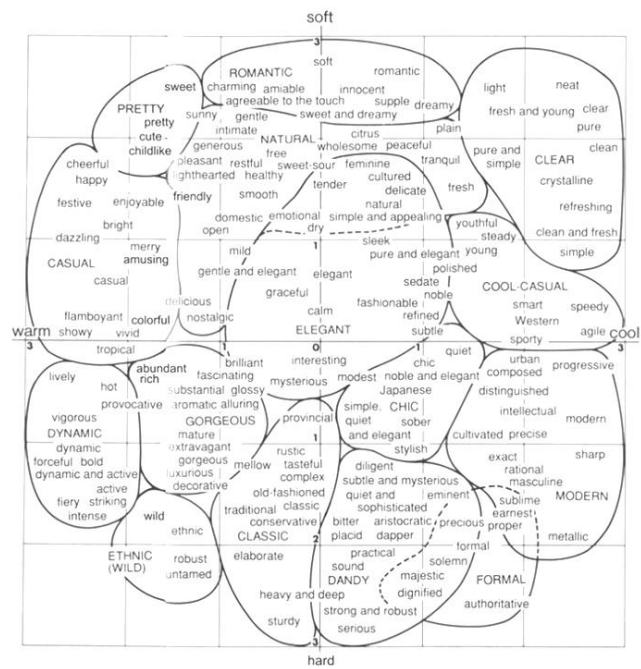 soft
3
soft
ROMANTIC
romantic
sweet
charming
amiable
innocent
light
neat
agreeable to the touch
supple
dreamy
PRETTY
pretty
cute
childlike
sunny
gentle
sweet and dreamy
fresh and young
clear
pure
intimate
citrus
plain
generous
NATURAL
wholesome
peaceful
clean
free
pure and
simple
cheerful
happy
pleasant
restful
sweet-sour
feminine
tranquil
CLEAR
lighthearted
healthy
tender
cultured
crystalline
festive
enjoyable
friendly
smooth
delicate
fresh
natural
refreshing
bright
domestic
emotional
simple and appealing
youthful
open
dry
steady
clean and fresh
dazzling
merry
amusing
mild
1
sleek
young
simple
CASUAL
pure and elegant
gentle and elegant
elegant
polished
casual
sedate
COOL-CASUAL
graceful
noble
delicious
fashionable
smart
speedy
flamboyant
colorful
nostalgic
calm
refined
Western
warm
showy
vivid
ELEGANT
subtle
sporty
agile
cool
3
1
0
1
3
tropical
quiet
urban
composed
lively
abundant
rich
brilliant
interesting
chic
progressive
hot
fascinating
mysterious
modest
noble and elegant
substantial
glossy
Japanese
distinguished
provocative
aromatic
alluring
provincial
simple,
quiet
and elegant
CHIC
intellectual
vigorous
GORGEOUS
sober
modern
DYNAMIC
mature
1
cultivated
precise
dynamic
extravagant
rustic
stylish
exact
sharp
forceful
bold
gorgeous
mellow
tasteful
diligent
rational
dynamic and active
luxurious
complex
subtle and mysterious
masculine
active
decorative
old-fashioned
quiet and
sophisticated
eminent
sublime
MODERN
fiery
striking
classic
earnest
intense
wild
traditional
bitter
aristocratic
precious
proper
conservative
ethnic
CLASSIC
2
placid
dapper
metallic
ETHNIC
(WILD)
robust
elaborate
practical
formal
untamed
sound
solemn
DANDY
majestic
FORMAL
heavy and deep
dignified
strong and robust
authoritative
sturdy
serious
3
hard